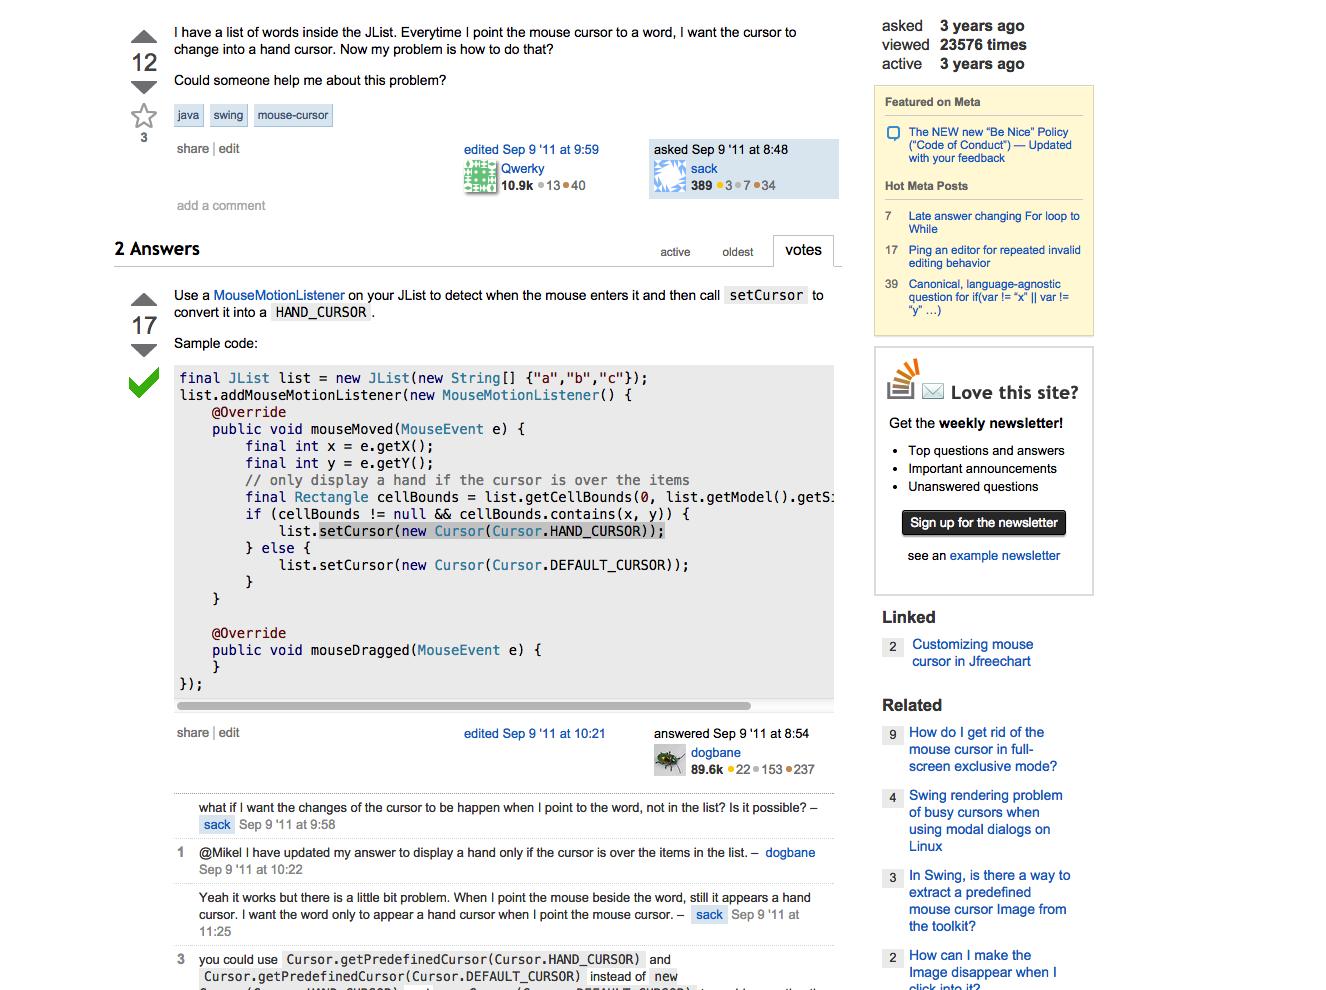 I have a list of words inside the JList. Everytime I point the mouse cursor to a word, I want the cursor to
change into a hand cursor. Now my problem is how to do that?
12
Could someone help me about this problem?
3
java swing mouse-cursor
share | edit
edited Sep 9 '11 at 9:59
Qwerky
10.9k 13 40
asked Sep 9 '11 at 8:48
sack
389 3 7 34
add a comment
2 Answers
active oldest votes
17
Use a MouseMotionListener on your JList to detect when the mouse enters it and then call setCursor to
convert it into a HAND_CURSOR.
Sample code:
final JList list = new JList(new String[] {"a","b","c"});
list.addMouseMotionListener(new MouseMotionListener() {
@Override
public void mouseMoved(MouseEvent e) {
final int x = e.getX();
final int y = e.getY();
// only display a hand if the cursor is over the items
final Rectangle cellBounds = list.getCellBounds(0, list.getModel().getSi
if (cellBounds != null && cellBounds.contains(x, y)) {
list.setCursor(new Cursor(Cursor.HAND_CURSOR));
} else {
list.setCursor(new Cursor(Cursor.DEFAULT_CURSOR));
}
}
@Override
public void mouseDragged(MouseEvent e) {
}
});
share | edit
edited Sep 9 '11 at 10:21
answered Sep 9 '11 at 8:54
dogbane
89.6k 22 153 237
what if I want the changes of the cursor to be happen when I point to the word, not in the list? Is it possible? –
sack Sep 9 '11 at 9:58
1 @Mikel I have updated my answer to display a hand only if the cursor is over the items in the list. – dogbane
Sep 9 '11 at 10:22
Yeah it works but there is a little bit problem. When I point the mouse beside the word, still it appears a hand
cursor. I want the word only to appear a hand cursor when I point the mouse cursor. – sack Sep 9 '11 at
11:25
3 you could use Cursor.getPredefinedCursor(Cursor.HAND_CURSOR) and
Cursor.getPredefinedCursor(Cursor.DEFAULT_CURSOR) instead of new
asked 3 years ago
viewed 23576 times
active 3 years ago
Featured on Meta
The NEW new “Be Nice” Policy
(“Code of Conduct”) — Updated
with your feedback
Hot Meta Posts
7 Late answer changing For loop to
While
17 Ping an editor for repeated invalid
editing behavior
39 Canonical, language-agnostic
question for if(var != “x” || var !=
“y” …)
Love this site?
Get the weekly newsletter!
• Top questions and answers
• Important announcements
• Unanswered questions
Sign up for the newsletter
see an example newsletter
Linked
2 Customizing mouse
cursor in Jfreechart
Related
9 How do I get rid of the
mouse cursor in full-
screen exclusive mode?
4 Swing rendering problem
of busy cursors when
using modal dialogs on
Linux
3 In Swing, is there a way to
extract a predefined
mouse cursor Image from
the toolkit?
2 How can I make the
Image disappear when I
click into it?